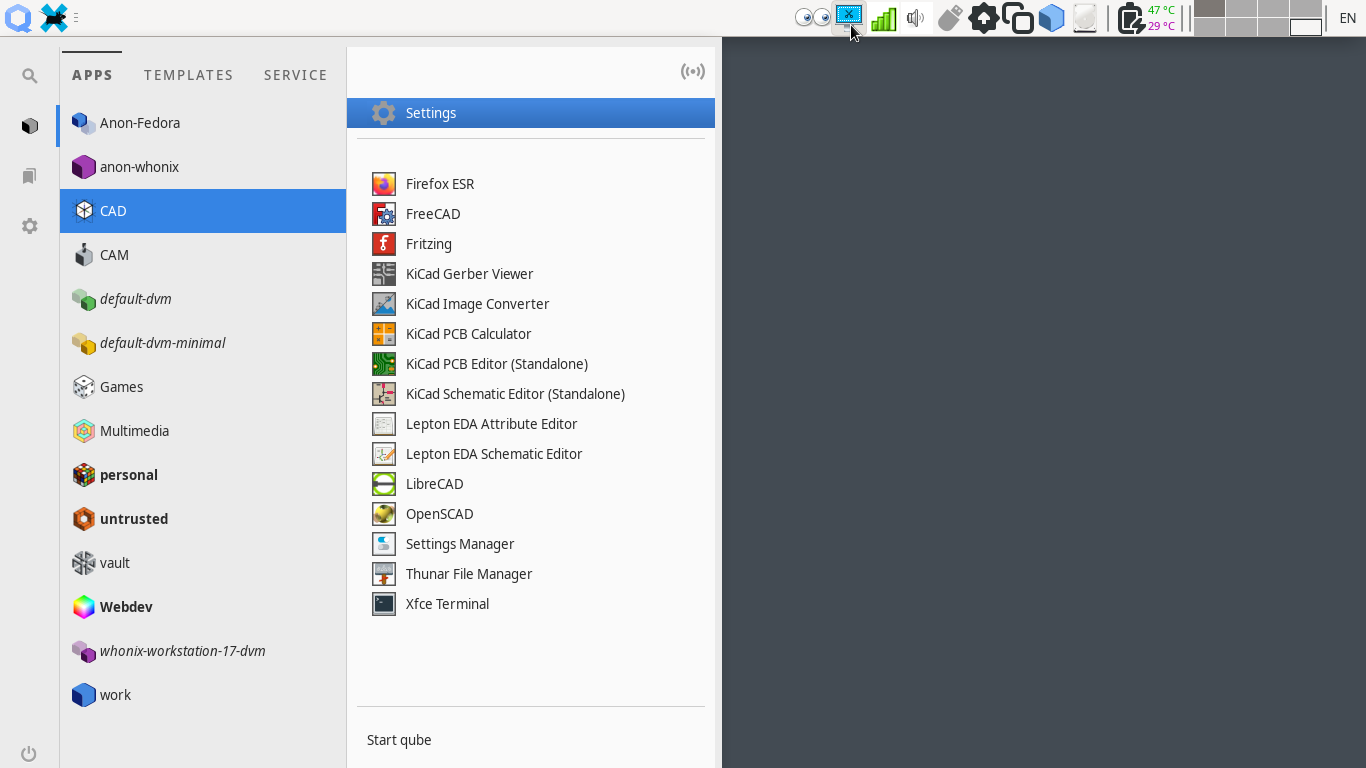 47 °C
29 °C
EN
APPS TEMPLATES SERVICE
Anon-Fedora
anon-whonix
CAD
CAM
default-dvm
default-dvm-minimal
Games
Multimedia
personal
untrusted
vault
Webdev
whonix-workstation-17-dvm
work
Settings
Firefox ESR
FreeCAD
Fritzing
KiCad Gerber Viewer
KiCad Image Converter
KiCad PCB Calculator
KiCad PCB Editor (Standalone)
KiCad Schematic Editor (Standalone)
Lepton EDA Attribute Editor
Lepton EDA Schematic Editor
LibreCAD
OpenSCAD
Settings Manager
Thunar File Manager
Xfce Terminal
Start qube